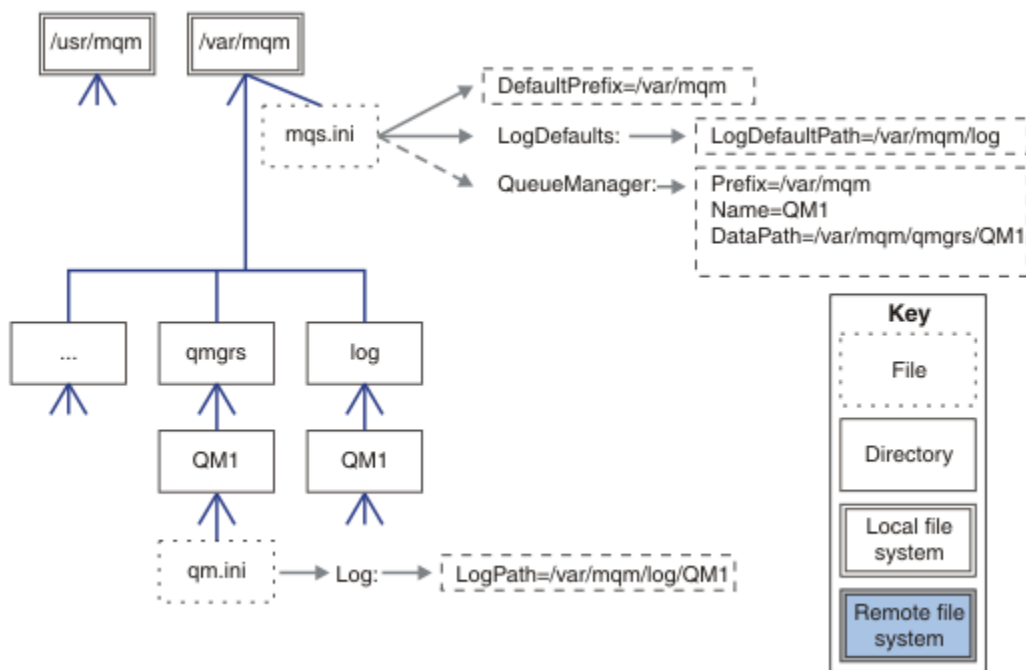 /usr/mqm
/var/mqm
mqs.ini
DefaultPrefix=/var/mqm
LogDefaults:
LogDefaultPath=/var/mqm/log
QueueManager:
Prefix=/var/mqm
Name=QM1
DataPath=/var/mqm/qmgrs/QM1
...
qmgrs
log
QM1
QM1
qm.ini
Log:
LogPath=/var/mqm/log/QM1
Key
File
Directory
Local file
system
Remote file
system